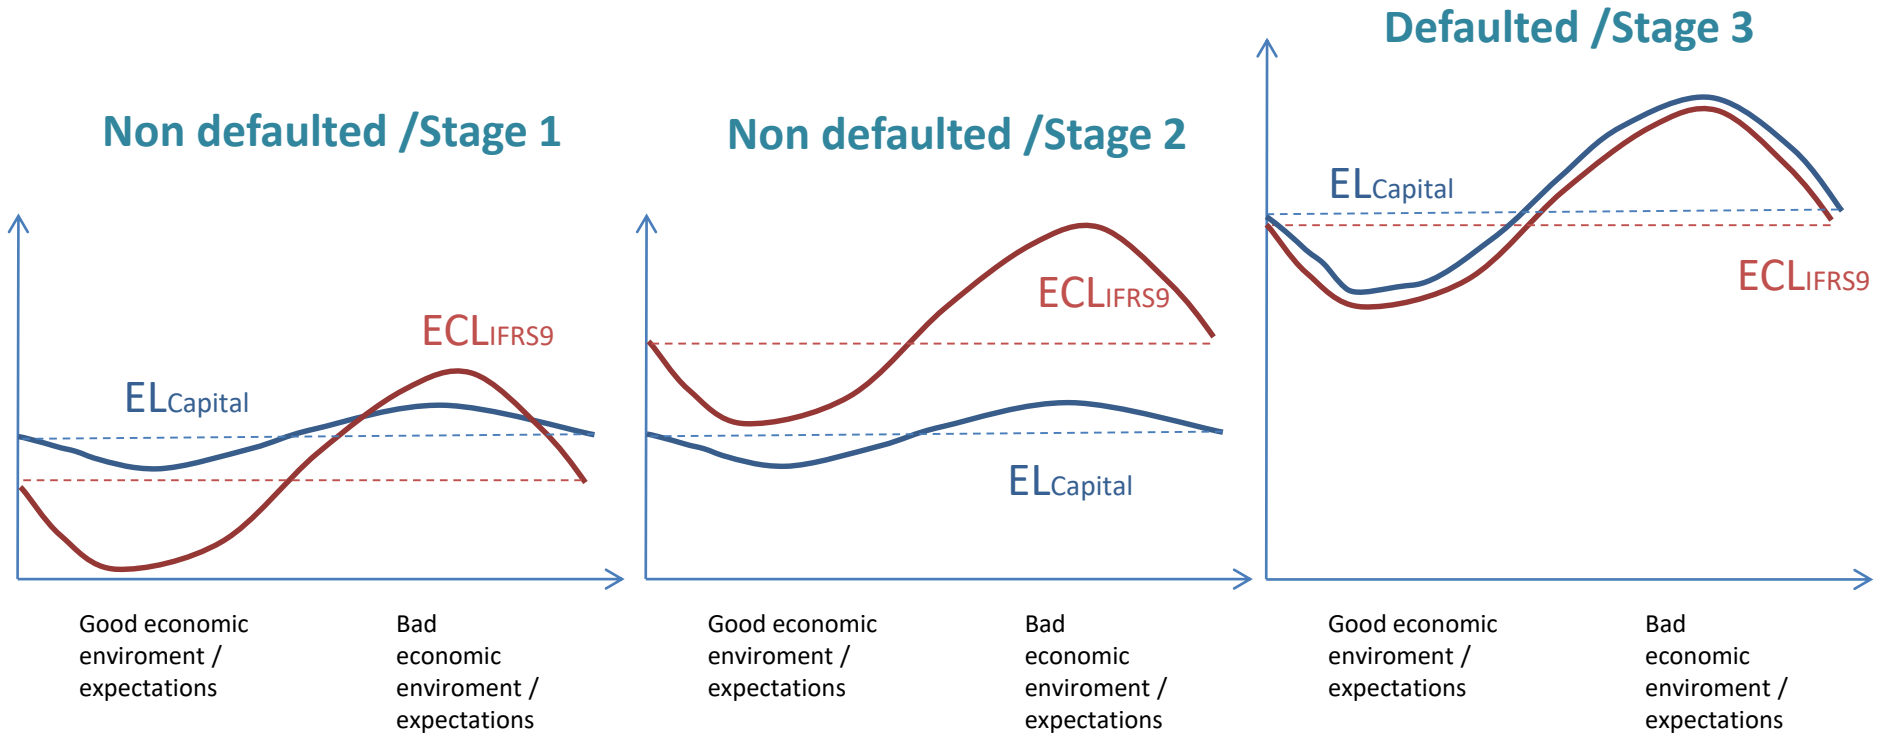 Non defaulted /Stage 1
ECLIFRS9
ELCapital
Good economic
enviroment /
expectations
Bad
economic
enviroment /
expectations
Non defaulted /Stage 2
ECLIFRS9
ELCapital
Good economic
enviroment /
expectations
Bad
economic
enviroment /
expectations
Defaulted /Stage 3
ELCapital
ECLIFRS9
Good economic
enviroment /
expectations
Bad
economic
enviroment /
expectations